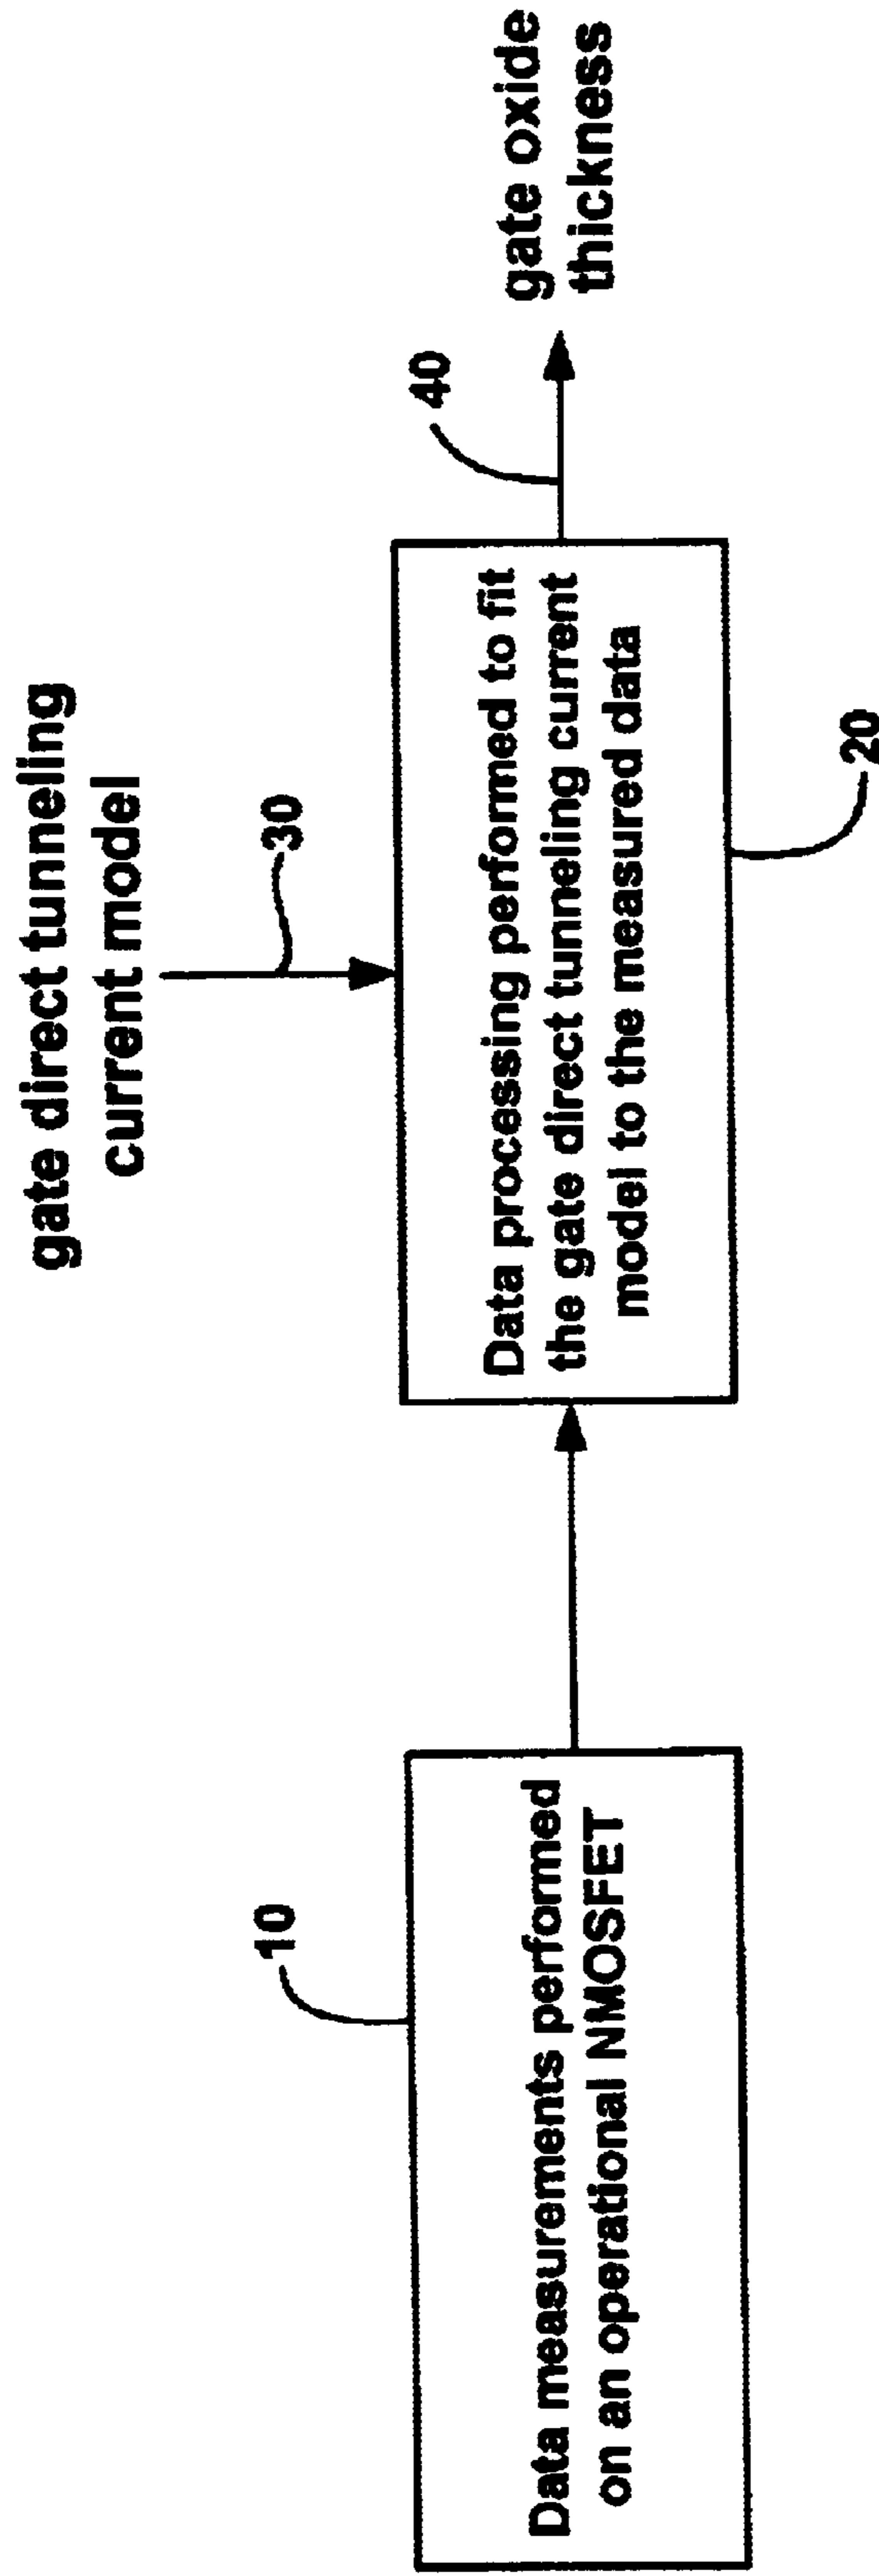 10
Data measurements performed
on an operational NMOSFET
gate direct tunneling
current model
30
Data processing performed to fit
the gate direct tunneling current
model to the measured data
20
40
gate oxide
thickness